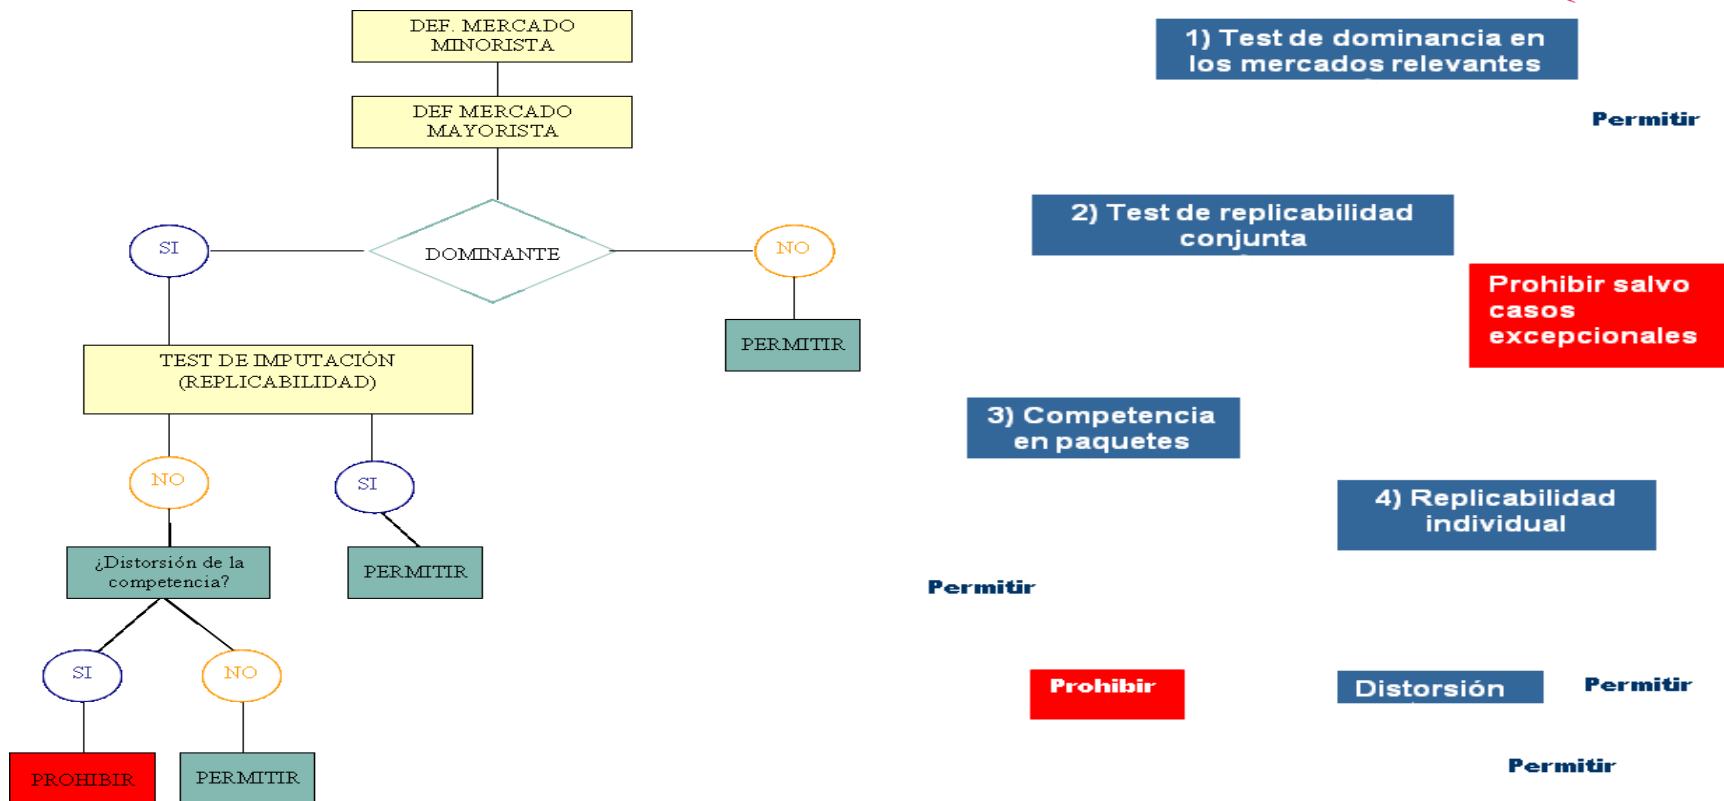 DEF. MERCADO
MINORISTA
DEF MERCADO
MAYORISTA
SI
DOMINANTE
NO
PERMITIR
TEST DE IMPUTACIÓN
(REPLICABILIDAD)
NO
SI
¿Distorsión de la
competencia?
PERMITIR
SI
NO
PROHIBIR
PERMITIR
1) Test de dominancia en
los mercados relevantes
Permitir
2) Test de replicabilidad
conjunta
Prohibir salvo
casos
excepcionales
3) Competencia
en paquetes
4) Replicabilidad
individual
Permitir
Prohibir
Distorsión
Permitir
Permitir